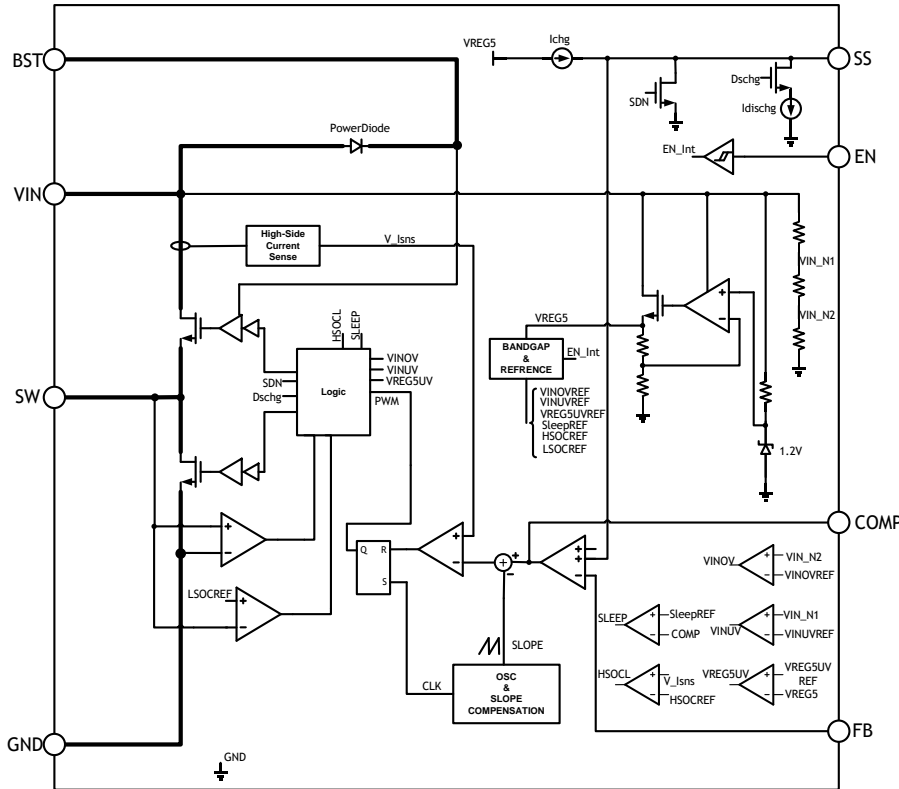 BST
VREG5
Ichg
SS
SDN
Dschg
Idischg
PowerDiode
EN_Int
EN
VIN
High-Side
Current
Sense
V_Isns
VIN_N1
VIN_N2
HSOCL
SLEEP
VREG5
BANDGAP
&
REFRENCE
EN_Int
VINOV
VINUV
VREG5UV
PWM
Logic
SDN
Dschg
SW
VINOVREF
VINUVREF
VREG5UVREF
SleepREF
HSOCREF
LSOCREF
1.2V
+
−
COMP
+
−
Q
R
S
+
−
+
−
+
+
−
LSOCREF
+
−
VINOV
+
−
VIN_N2
VINOVREF
SLEEP
+
−
SleepREF
COMP
VINUV
+
−
VIN_N1
VINUVREF
SLOPE
CLK
OSC
&
SLOPE
COMPENSATION
HSOCL
+
−
V_Isns
HSOCREF
VREG5UV
+
−
VREG5UV
REF
VREG5
FB
GND
GND